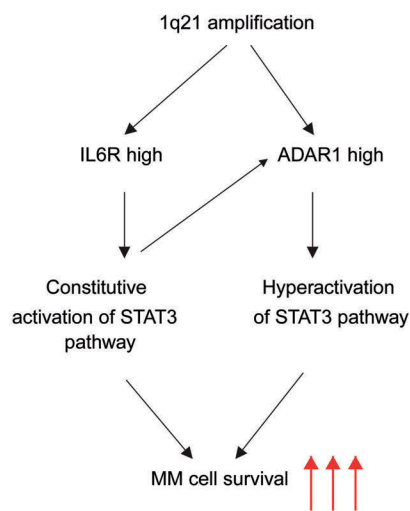 1q21 amplification
IL6R high
ADAR1 high
Constitutive
activation of STAT3
pathway
Hyperactivation
of STAT3 pathway
MM cell survival